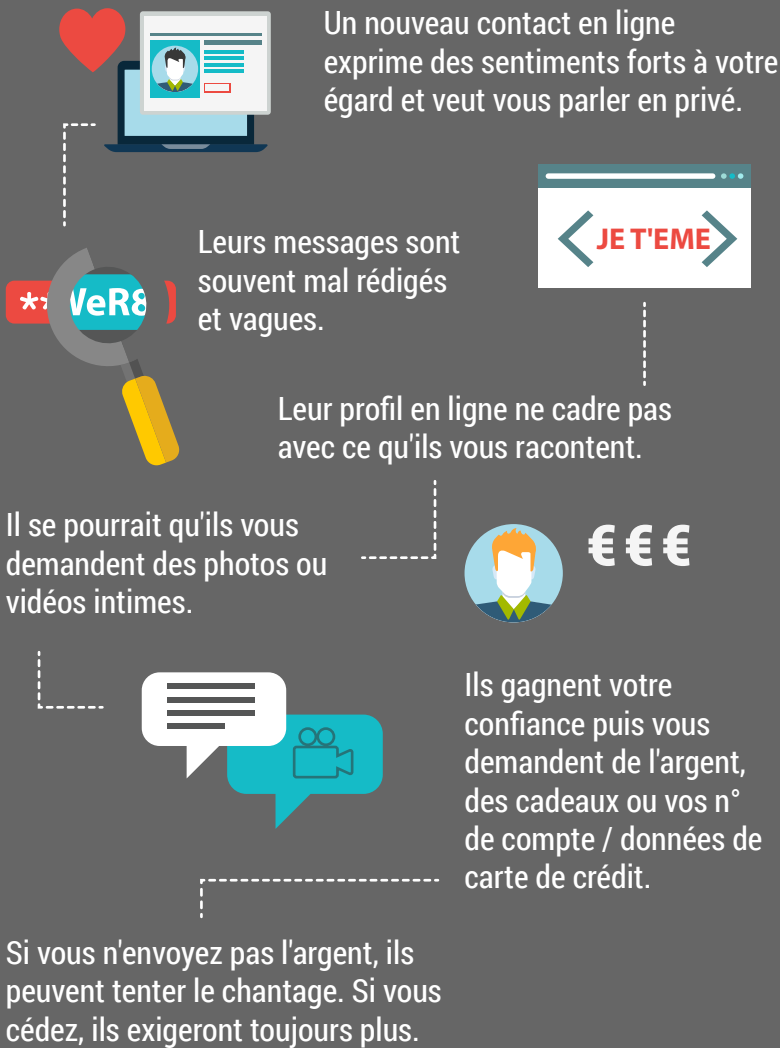 Un nouveau contact en ligne
exprime des sentiments forts à votre
égard et veut vous parler en privé.
JE T'EME
Leurs messages sont
souvent mal rédigés
et vagues.
** VeR8
Leur profil en ligne ne cadre pas
avec ce qu'ils vous racontent.
Il se pourrait qu'ils vous
demandent des photos ou
vidéos intimes.
€ € €
Ils gagnent votre
confiance puis vous
demandent de l'argent,
des cadeaux ou vos n°
de compte / données de
carte de crédit.
Si vous n'envoyez pas l'argent, ils
peuvent tenter le chantage. Si vous
cédez, ils exigeront toujours plus.